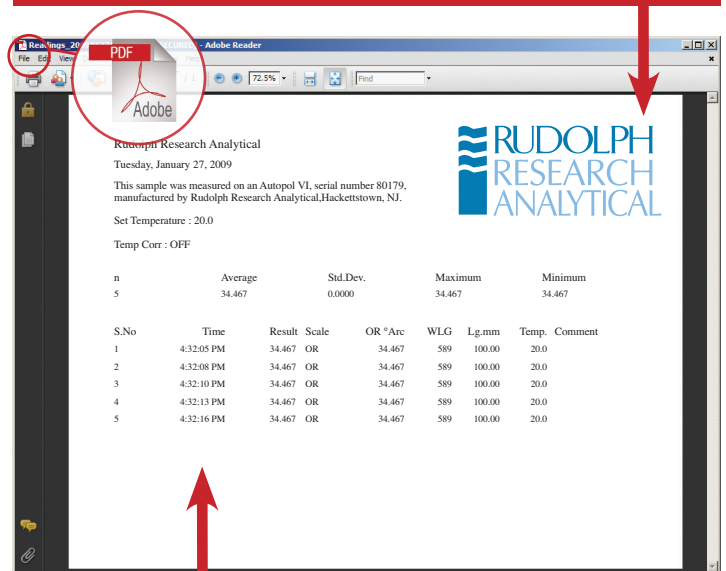 Readings_20 SECURED) - Adobe Reader
File Edit View
/ 1 72.5% Find
PDF
Adobe
RUDOLPH
RESEARCH
ANALYTICAL
Rudolph Research Analytical
Tuesday, January 27, 2009
This sample was measured on an Autopol VI, serial number 80179,
manufactured by Rudolph Research Analytical,Hackettstown, NJ.
Set Temperature : 20.0
Temp Corr : OFF
n Average Std.Dev. Maximum Minimum
5 34.467 0.0000 34.467 34.467
S.No Time Result Scale OR °Arc WLG Lg.mm Temp. Comment
1 4:32:05 PM 34.467 OR 34.467 589 100.00 20.0
2 4:32:08 PM 34.467 OR 34.467 589 100.00 20.0
3 4:32:10 PM 34.467 OR 34.467 589 100.00 20.0
4 4:32:13 PM 34.467 OR 34.467 589 100.00 20.0
5 4:32:16 PM 34.467 OR 34.467 589 100.00 20.0